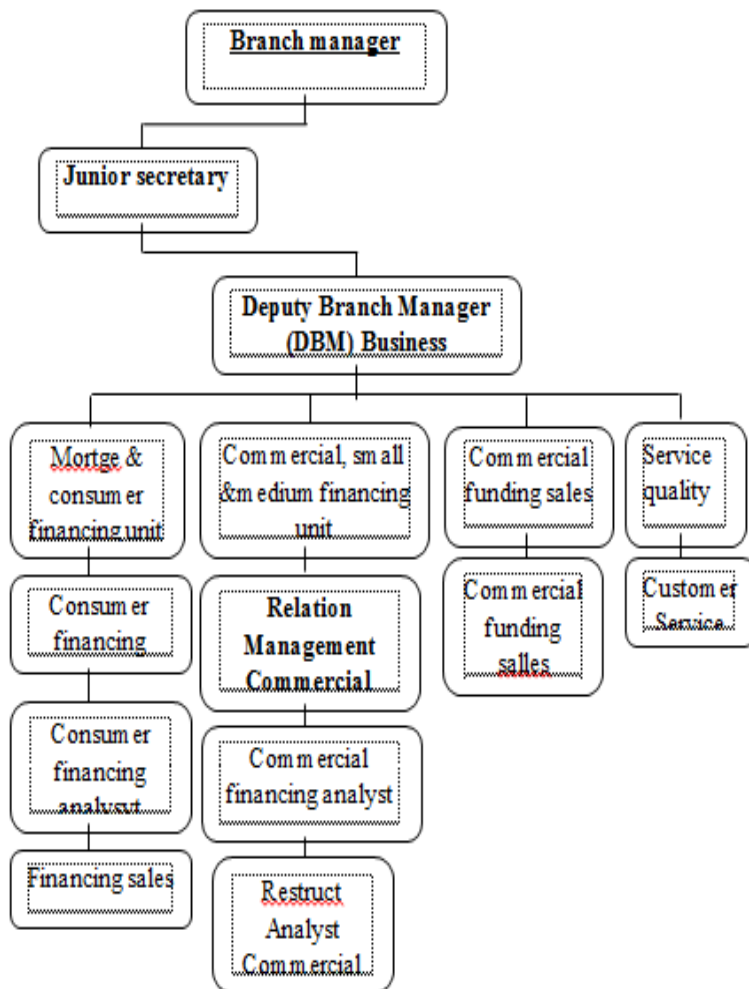 Branch manager
Junior secretary
Deputy Branch Manager
(DBM) Business
Mortge &
consumer
financing unit
Commercial, small
&medium financing
unit
Commercial
funding sales
Service
quality
Consumer
financing
Relation
Management
Commercial
Commercial
funding
salles
Customer
Service
Consumer
financing
analysyt
Commercial
financing analyst
Financing sales
Restruct
Analyst
Commercial